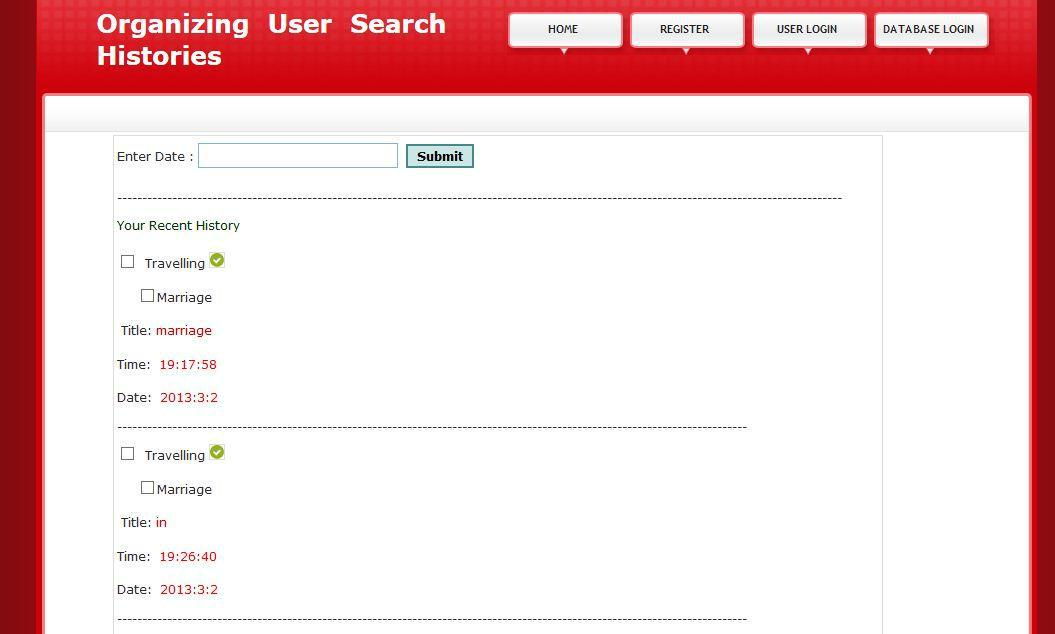 Organizing User Search
Histories
HOME
REGISTER
USER LOGIN
DATABASE LOGIN
Enter Date :
Submit
Your Recent History
Travelling
Marriage
Title: marriage
Time: 19:17:58
Date: 2013:3:2
Travelling
Marriage
Title: in
Time: 19:26:40
Date: 2013:3:2